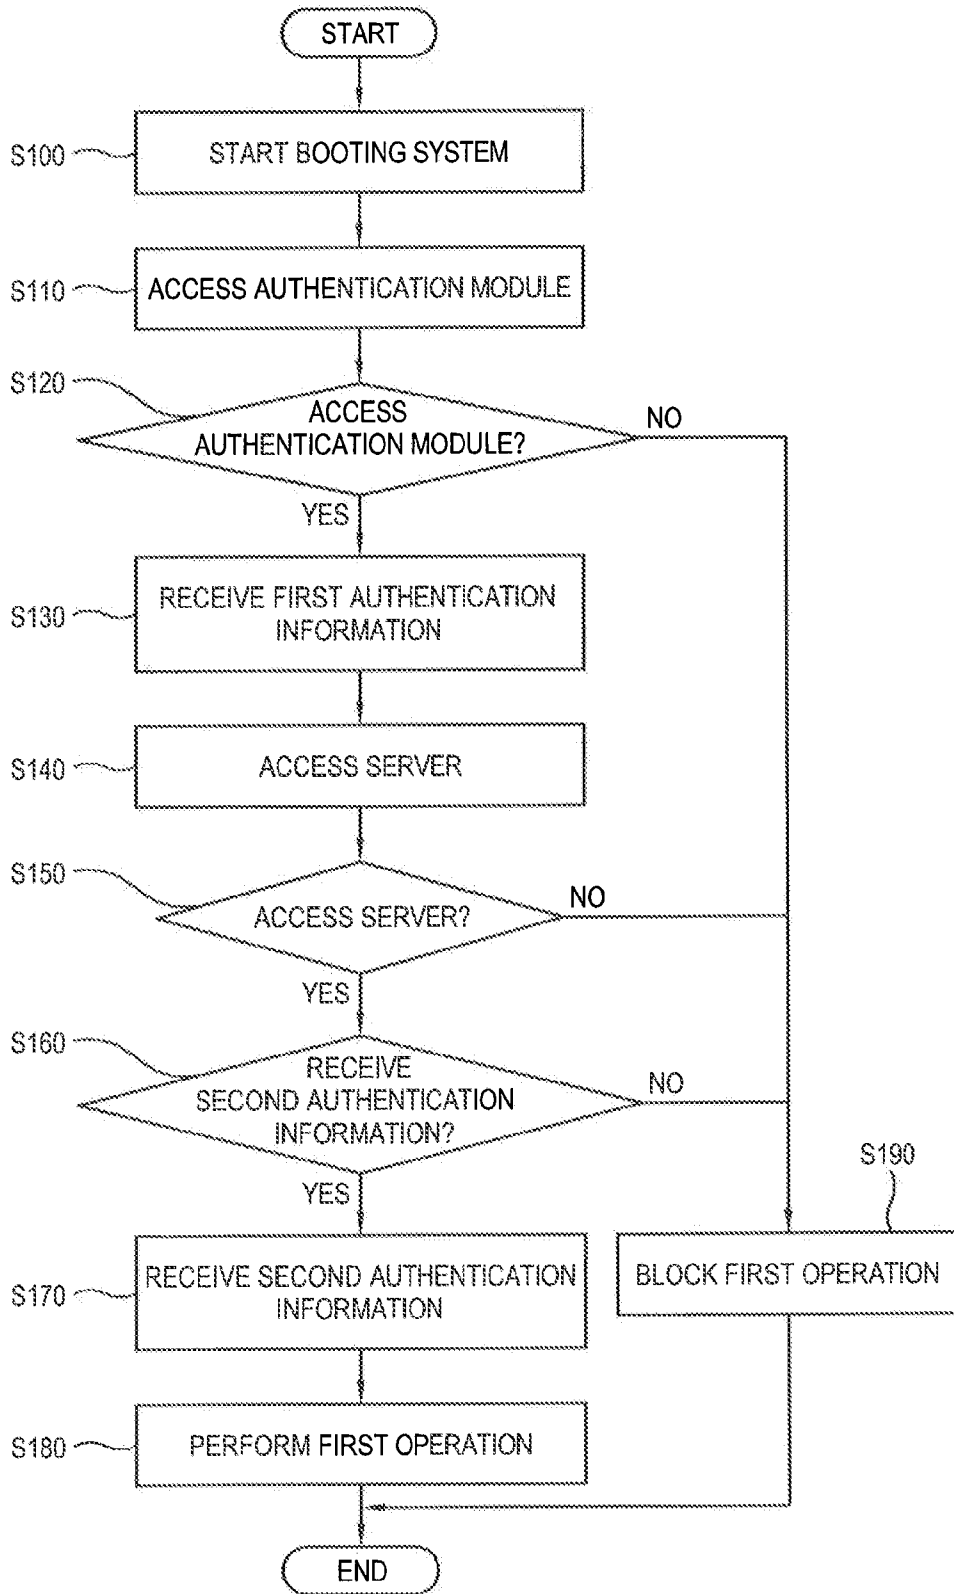 START
S100
START BOOTING SYSTEM
S110
ACCESS AUTHENTICATION MODULE
S120
ACCESS
AUTHENTICATION MODULE?
NO
YES
S130
RECEIVE FIRST AUTHENTICATION
INFORMATION
S140
ACCESS SERVER
S150
ACCESS SERVER?
NO
YES
S160
RECEIVE
SECOND AUTHENTICATION
INFORMATION?
NO
YES
S190
S170
RECEIVE SECOND AUTHENTICATION
INFORMATION
BLOCK FIRST OPERATION
S180
PERFORM FIRST OPERATION
END